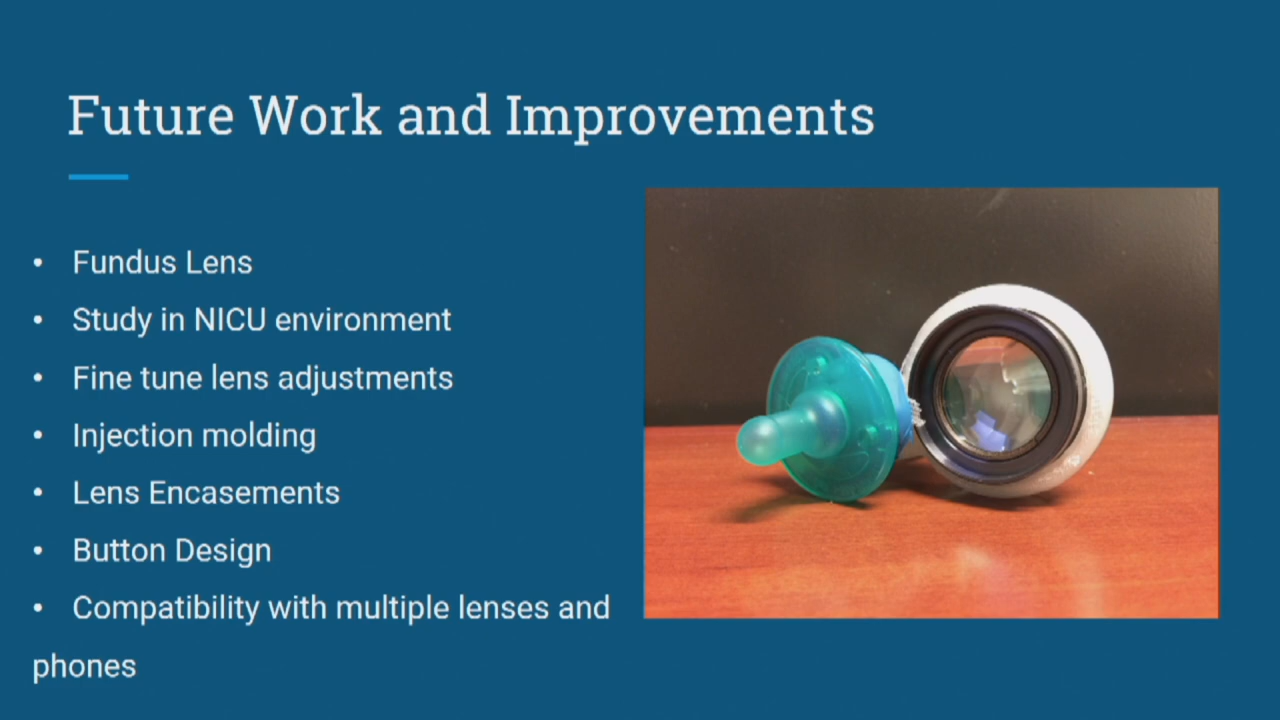 Future Work and Improvements
• Fundus Lens
• Study in NICU environment
• Fine tune lens adjustments
• Injection molding
• Lens Encasements
• Button Design
• Compatibility with multiple lenses and
phones